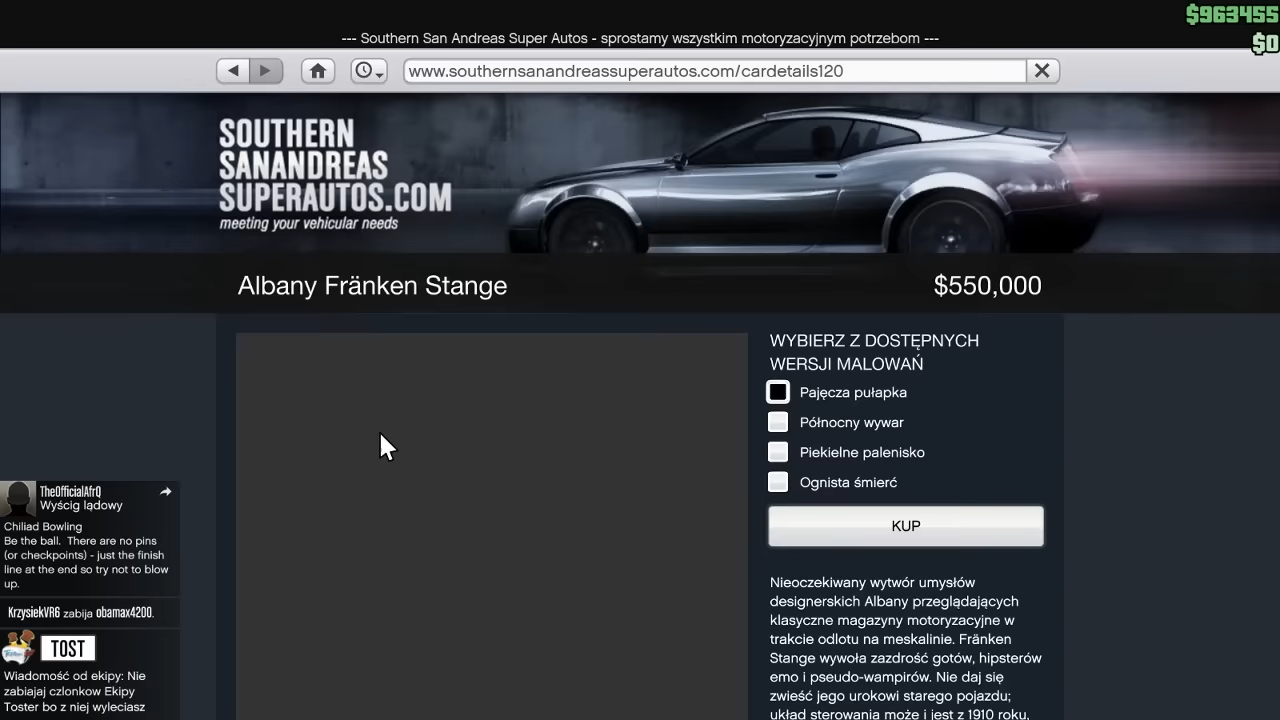 $963455
--- Southern San Andreas Super Autos - sprostamy wszystkim motoryzacyjnym potrzebom ---
$0
www.southernsanandreassuperautos.com/cardetails120
SOUTHERN
SANANDREAS
SUPERAUTOS.COM
meeting your vehicular needs
Albany Fränken Stange
$550,000
WYBIERZ Z DOSTĘPNYCH
WERSJI MALOWAŃ
Pajęcza pułapka
Północny wywar
Piekielne palenisko
Ognista śmierć
KUP
Nieoczekiwany wytwór umysłów
designerskich Albany przeglądających
klasyczne magazyny motoryzacyjne w
trakcie odlotu na meskalinie. Fränken
Stange wywoła zazdrość gotów, hipsterów
emo i pseudo-wampirów. Nie daj się
zwieść jego urokowi starego pojazdu;
układ sterowania może i jest z 1910 roku,
TheOfficialAfrQ
Wyścig lądowy
Chiliad Bowling
Be the ball. There are no pins
(or checkpoints) - just the finish
line at the end so try not to blow
up.
KrzysiekVR6 zabija obamax4200.
TOST
Wiadomość od ekipy: Nie
zabiajaj czlonkow Ekipy
Toster bo z niej wyleciasz